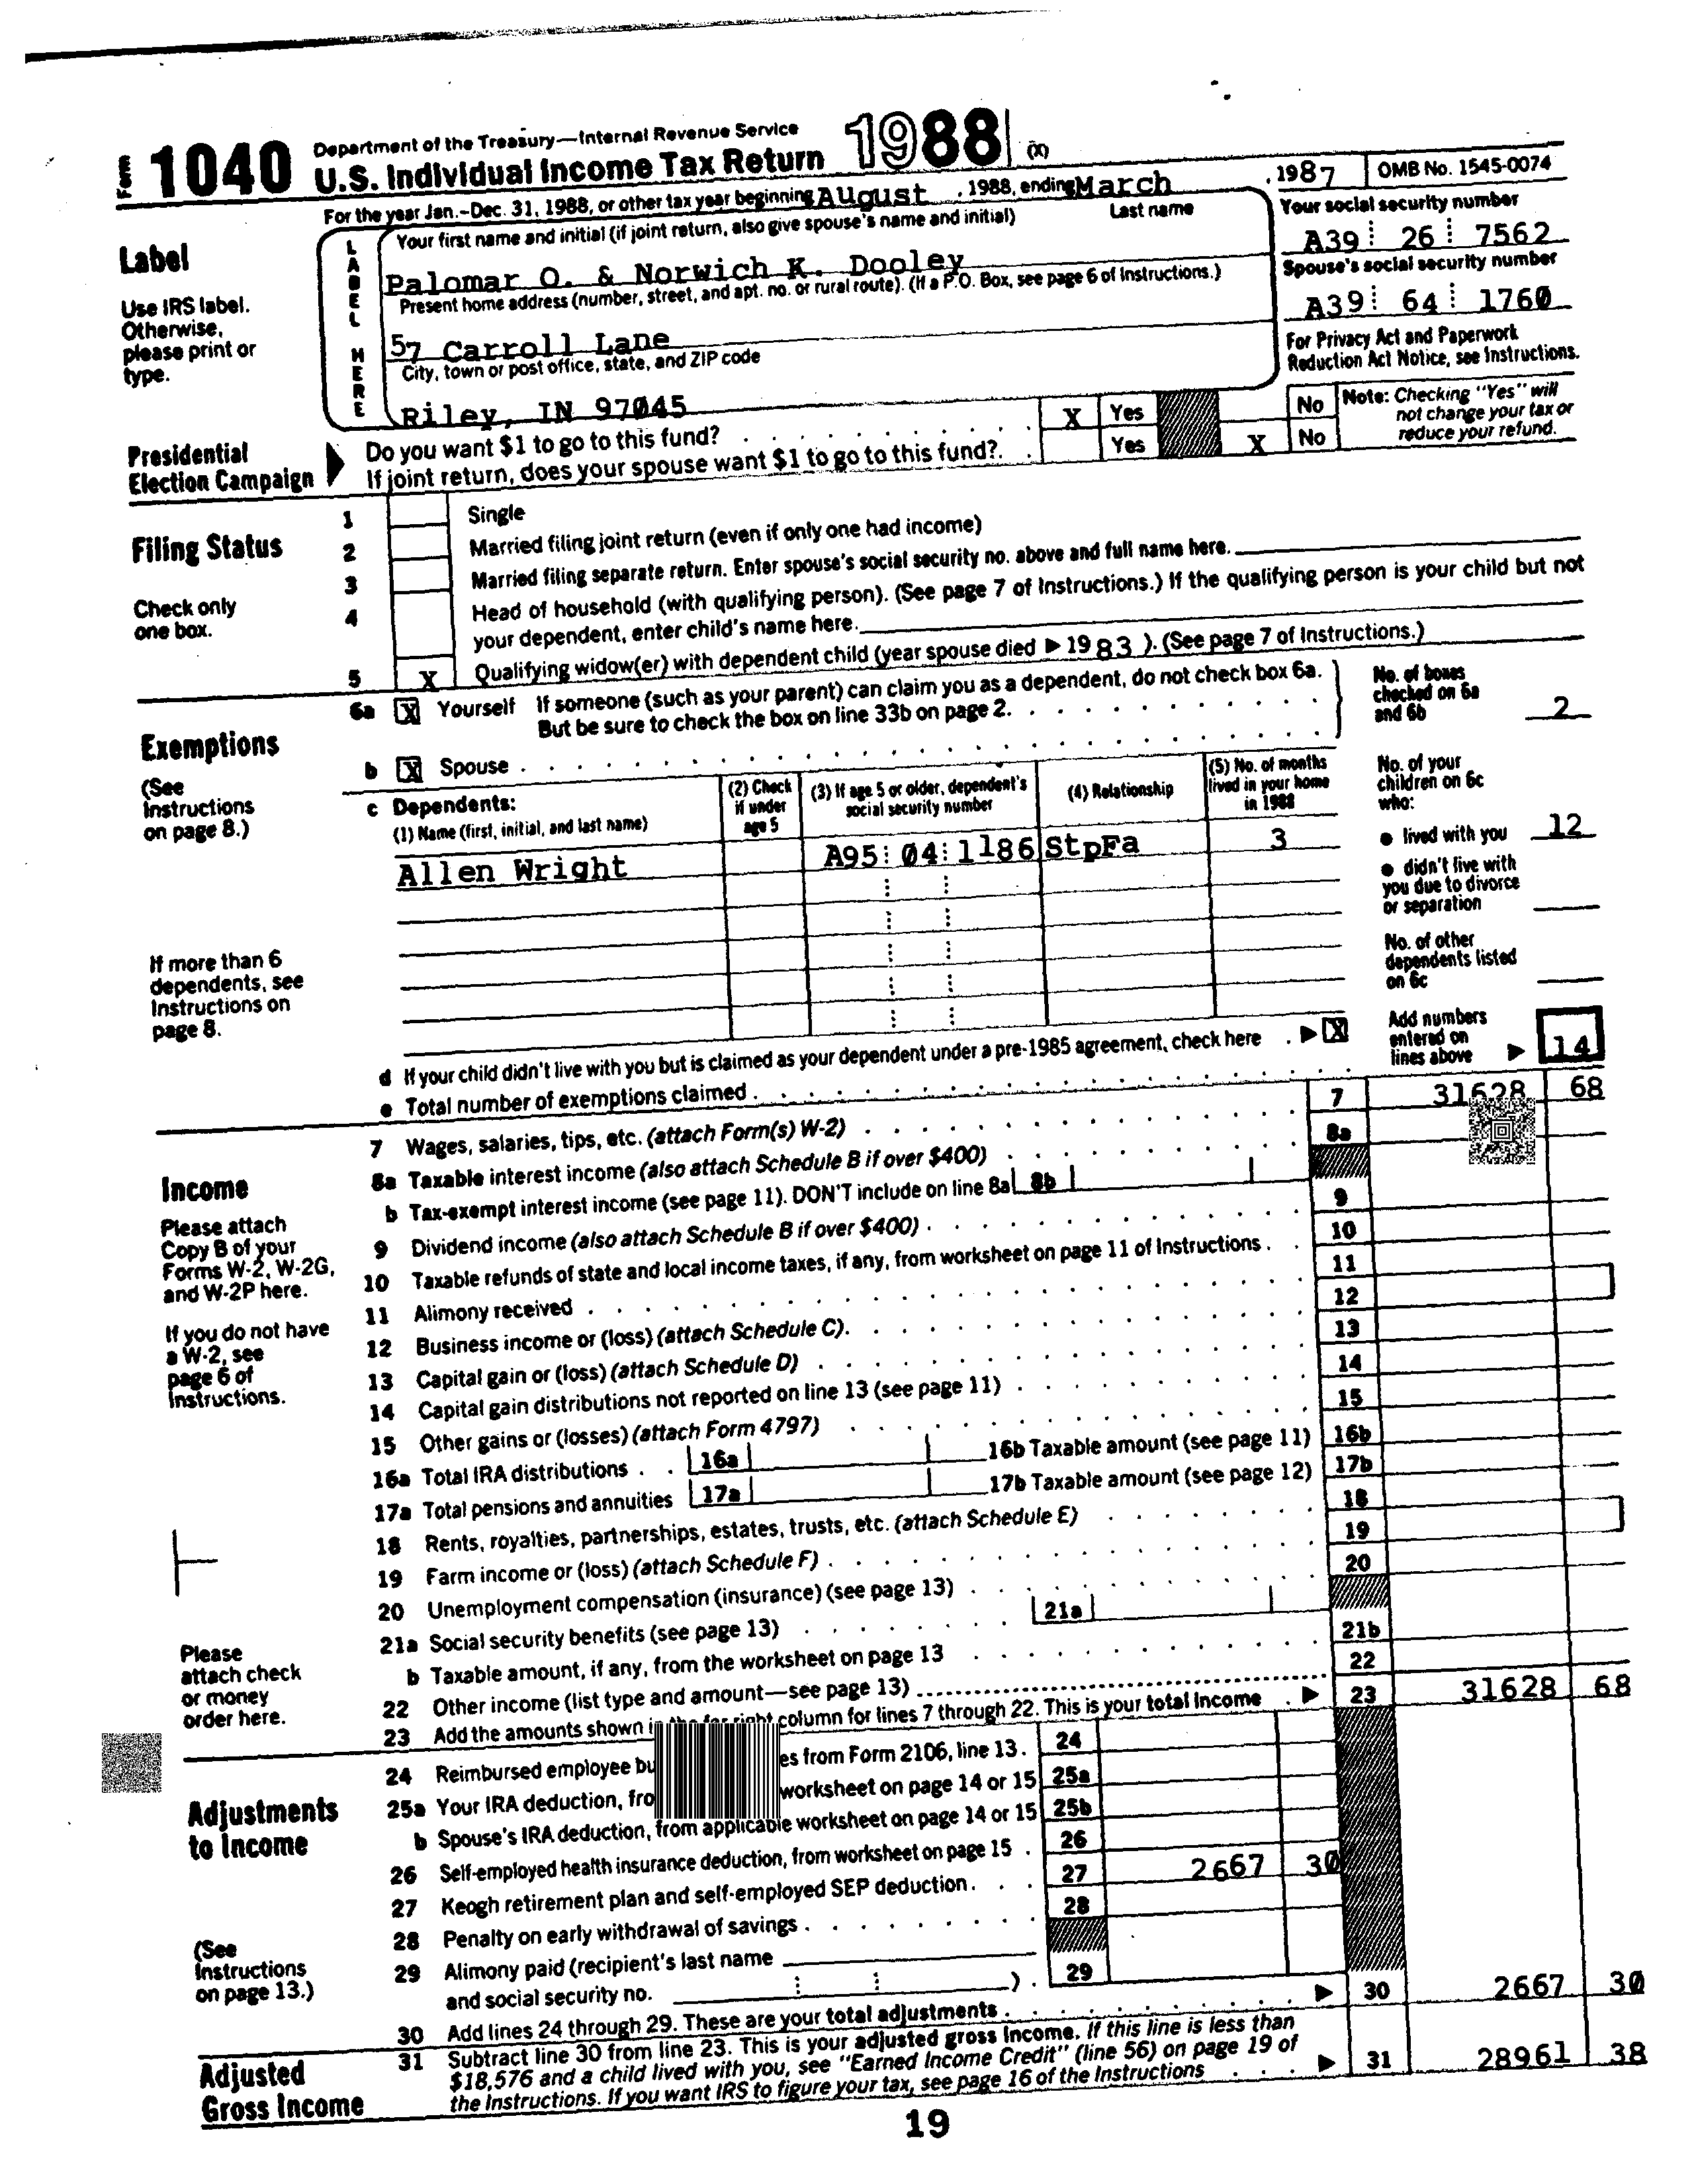 Form 1040 Department of the Treasury—Internal Revenue Service
U.S. Individual Income Tax Return 1988 (X)
For the year Jan.-Dec. 31, 1988, or other tax year beginning August , 1988, ending March , 1987 OMB No. 1545-0074
Label
Use IRS label.
Otherwise,
please print or
type.
LABEL HERE
Your first name and initial (if joint return, also give spouse's name and initial) Last name
Palomar O. & Norwich K. Dooley
Present home address (number, street, and apt. no. or rural route). (If a P.O. Box, see page 6 of Instructions.)
57 Carroll Lane
City, town or post office, state, and ZIP code
Riley, IN 97045
Your social security number
A39 26 7562
Spouse's social security number
A39 64 1760
For Privacy Act and Paperwork
Reduction Act Notice, see Instructions.
Presidential
Election Campaign
Do you want $1 to go to this fund? X Yes No
If joint return, does your spouse want $1 to go to this fund?. Yes X No
Note: Checking "Yes" will
not change your tax or
reduce your refund.
Filing Status
Check only
one box.
1 Single
2 Married filing joint return (even if only one had income)
3 Married filing separate return. Enter spouse's social security no. above and full name here.
4 Head of household (with qualifying person). (See page 7 of Instructions.) If the qualifying person is your child but not
your dependent, enter child's name here.
5 X Qualifying widow(er) with dependent child (year spouse died ▶ 19 83 ). (See page 7 of Instructions.)
Exemptions
(See
Instructions
on page 8.)
If more than 6
dependents, see
Instructions on
page 8.
6a X Yourself If someone (such as your parent) can claim you as a dependent, do not check box 6a.
But be sure to check the box on line 33b on page 2.
b X Spouse
c Dependents:
(1) Name (first, initial, and last name)
(2) Check
if under
age 5
(3) If age 5 or older, dependent's
social security number
(4) Relationship
(5) No. of months
lived in your home
in 1988
Allen Wright A95 04 1186 StpFa 3
No. of boxes
checked on 6a
and 6b 2
No. of your
children on 6c
who:
● lived with you 12
● didn't live with
you due to divorce
or separation
No. of other
dependents listed
on 6c
Add numbers
entered on
lines above ▶ 14
d If your child didn't live with you but is claimed as your dependent under a pre-1985 agreement, check here . ▶ X
e Total number of exemptions claimed
Income
Please attach
Copy B of your
Forms W-2, W-2G,
and W-2P here.
If you do not have
a W-2, see
page 6 of
Instructions.
Please
attach check
or money
order here.
7 Wages, salaries, tips, etc. (attach Form(s) W-2) 7 31628 68
8a Taxable interest income (also attach Schedule B if over $400) 8a
b Tax-exempt interest income (see page 11). DON'T include on line 8a 8b
9 Dividend income (also attach Schedule B if over $400) 9
10 Taxable refunds of state and local income taxes, if any, from worksheet on page 11 of Instructions. 10
11 Alimony received 11
12 Business income or (loss) (attach Schedule C). 12
13 Capital gain or (loss) (attach Schedule D) 13
14 Capital gain distributions not reported on line 13 (see page 11) 14
15 Other gains or (losses) (attach Form 4797) 15
16a Total IRA distributions 16a 16b Taxable amount (see page 11) 16b
17a Total pensions and annuities 17a 17b Taxable amount (see page 12) 17b
18 Rents, royalties, partnerships, estates, trusts, etc. (attach Schedule E) 18
19 Farm income or (loss) (attach Schedule F) 19
20 Unemployment compensation (insurance) (see page 13) 20
21a Social security benefits (see page 13) 21a
b Taxable amount, if any, from the worksheet on page 13 21b
22 Other income (list type and amount—see page 13) 22
23 Add the amounts shown in the far right column for lines 7 through 22. This is your total income ▶ 23 31628 68
Adjustments
to Income
(See
Instructions
on page 13.)
24 Reimbursed employee bu es from Form 2106, line 13. 24
25a Your IRA deduction, fro worksheet on page 14 or 15 25a
b Spouse's IRA deduction, from applicable worksheet on page 14 or 15 25b
26 Self-employed health insurance deduction, from worksheet on page 15 26
27 Keogh retirement plan and self-employed SEP deduction. 27 2667 30
28 Penalty on early withdrawal of savings 28
29 Alimony paid (recipient's last name
and social security no. ). 29
30 Add lines 24 through 29. These are your total adjustments ▶ 30 2667 30
Adjusted
Gross Income
31 Subtract line 30 from line 23. This is your adjusted gross income. If this line is less than
$18,576 and a child lived with you, see "Earned Income Credit" (line 56) on page 19 of
the Instructions. If you want IRS to figure your tax, see page 16 of the Instructions ▶ 31 28961 38
19